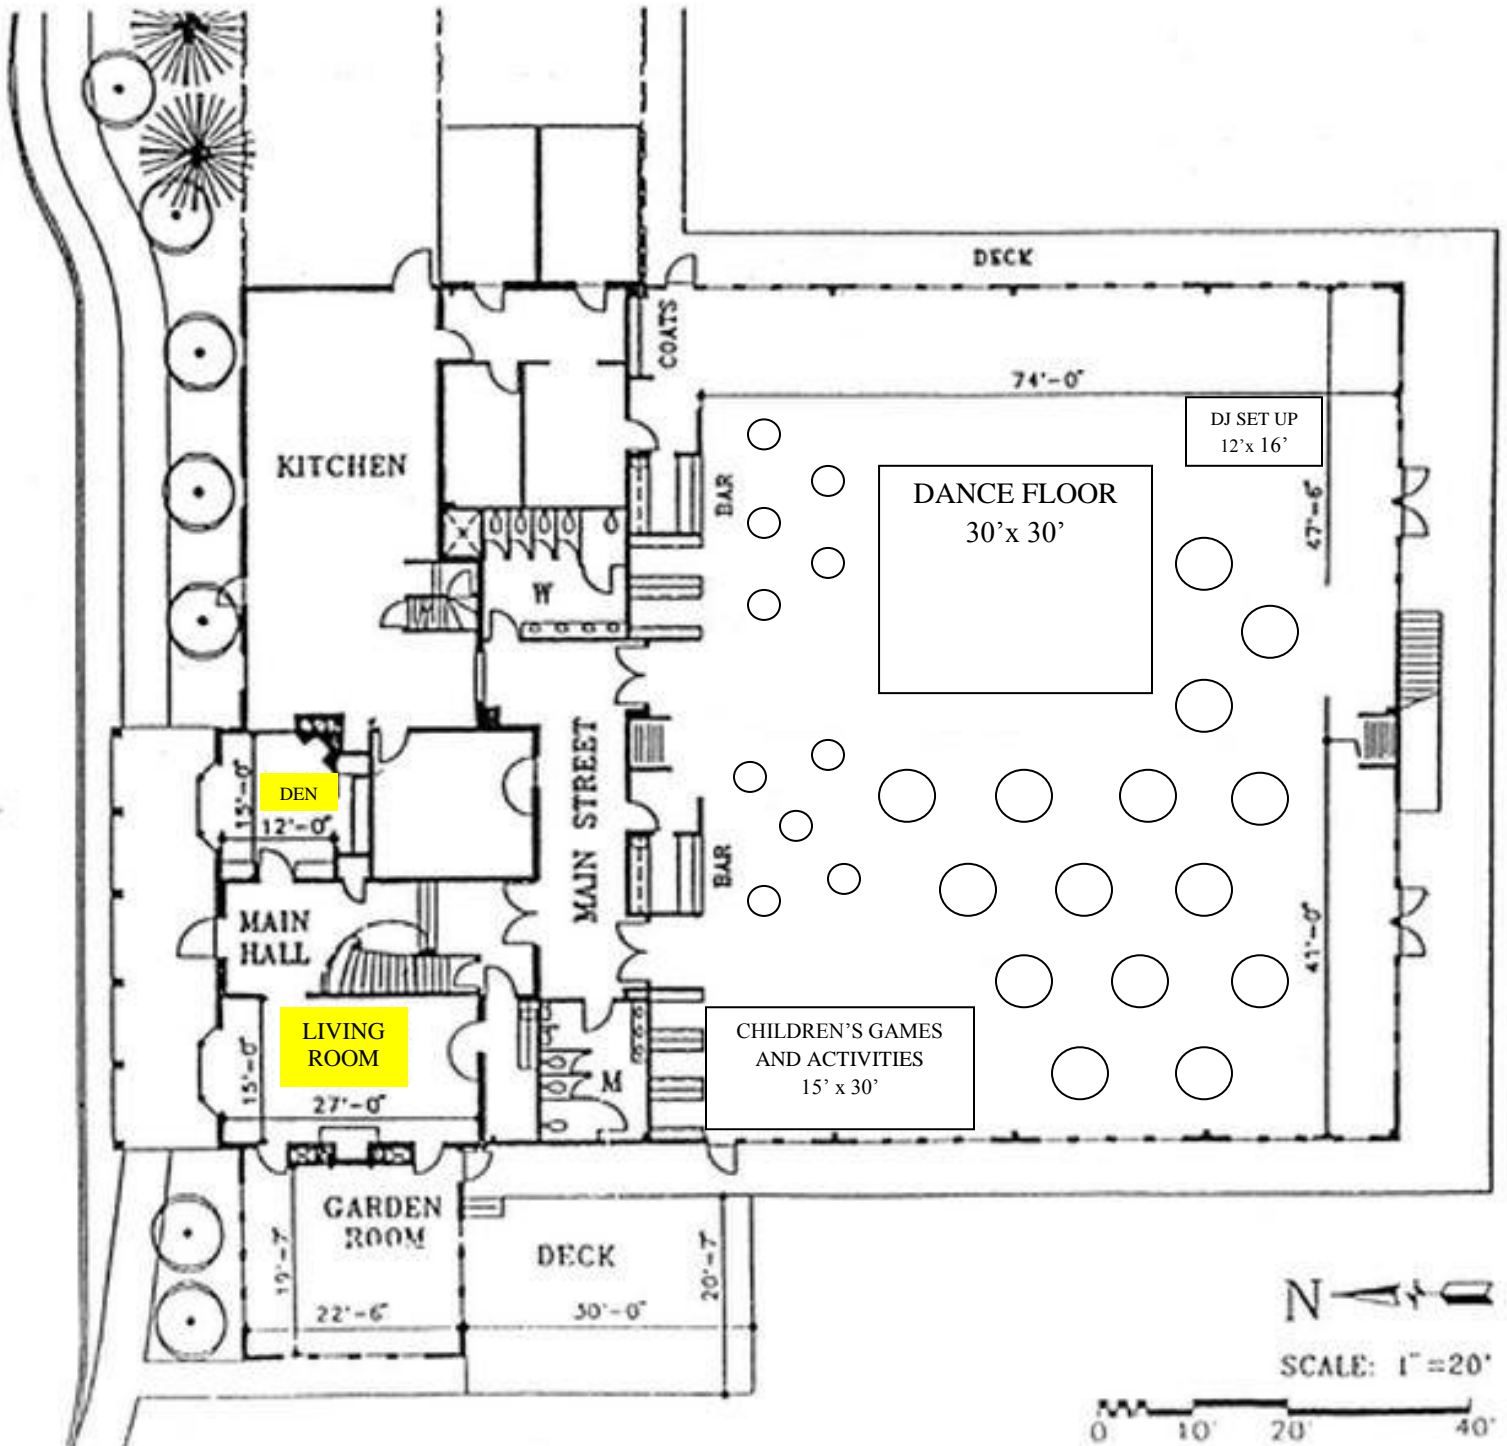 DECK
COATS
74'-0"
DJ SET UP
12'x 16'
KITCHEN
BAR
DANCE FLOOR
30'x 30'
47'-6"
W
MAIN STREET
DEN
15'-0"
12'-0"
BAR
MAIN
HALL
41'-0"
LIVING
ROOM
15'-0"
27'-0"
M
CHILDREN'S GAMES
AND ACTIVITIES
15' x 30'
GARDEN
ROOM
19'-7"
22'-6"
DECK
30'-0"
20'-7"
N
SCALE: 1"=20'
0 10' 20' 40'